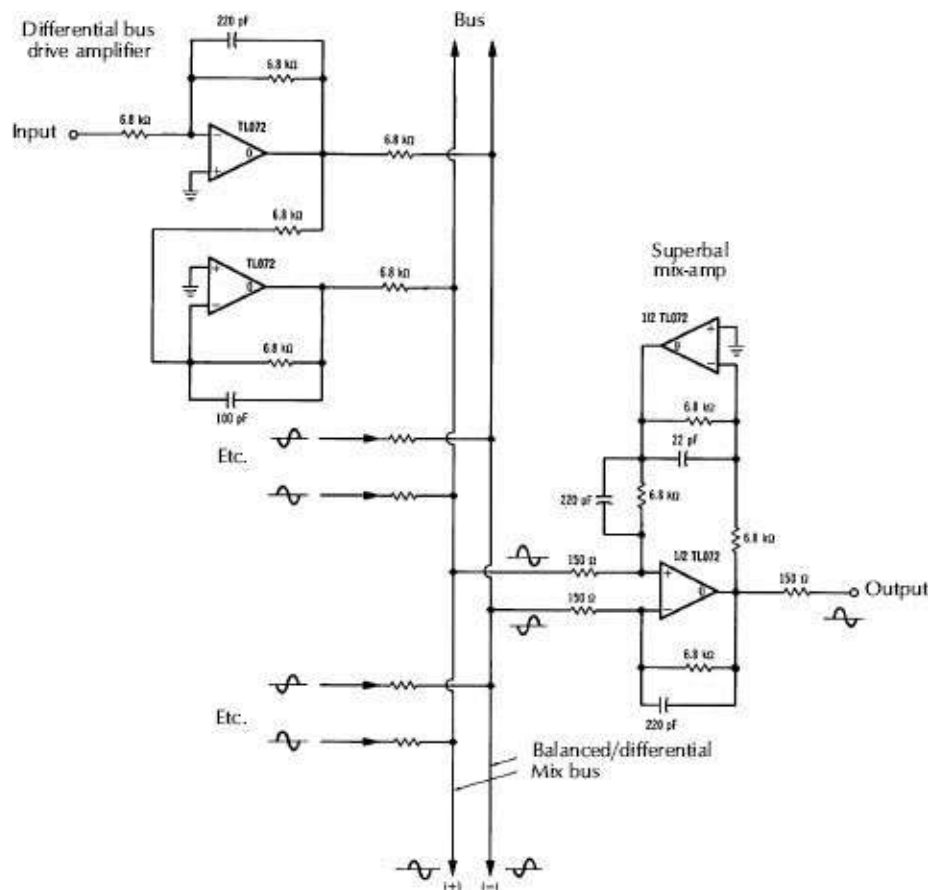 Differential bus
drive amplifier
Bus
220 pF
6.8 kΩ
6.8 kΩ
Input
TL072
6.8 kΩ
6.8 kΩ
TL072
6.8 kΩ
6.8 kΩ
100 pF
Etc.
Superbal
mix-amp
1/2 TL072
6.8 kΩ
22 pF
220 pF
6.8 kΩ
6.8 kΩ
150 Ω
1/2 TL072
150 Ω
150 Ω
Output
6.8 kΩ
220 pF
Etc.
Balanced/differential
Mix bus
(+) (−)